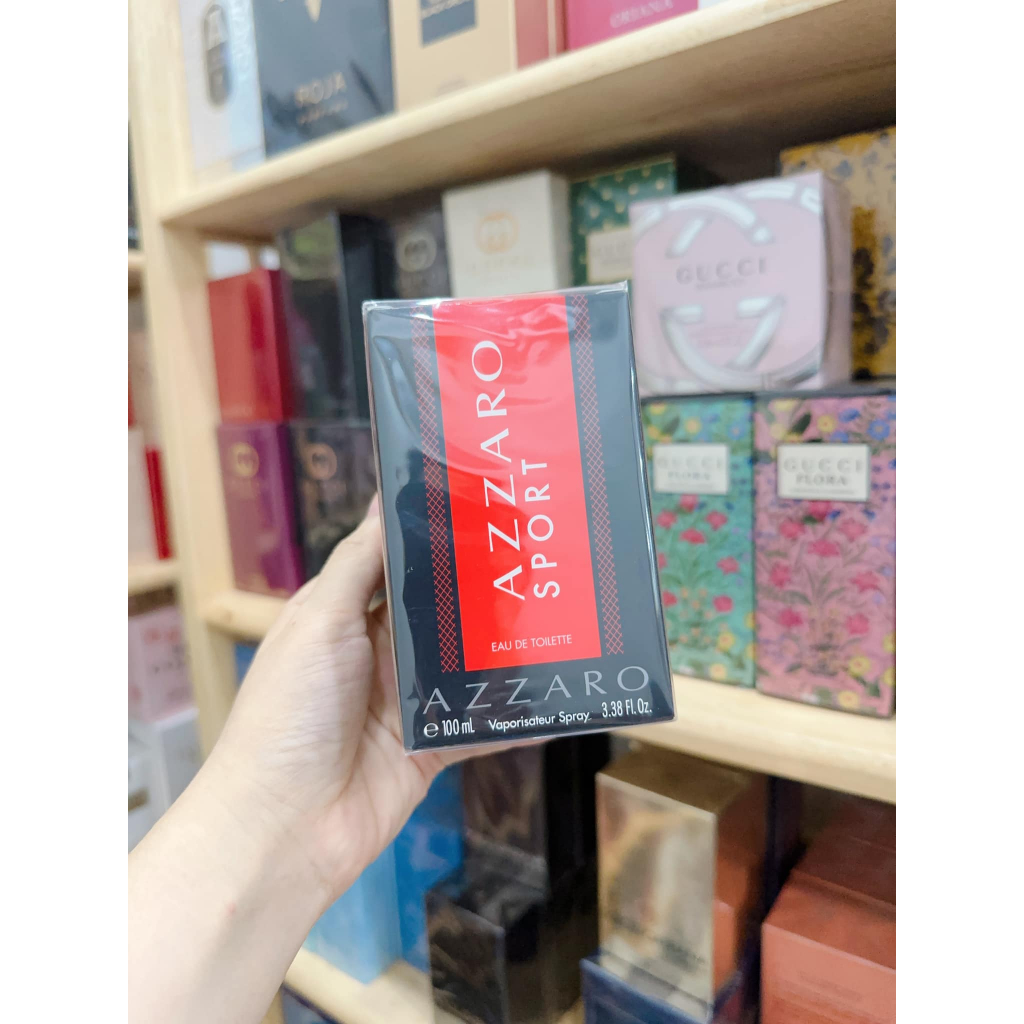 ROJA
AZZARO
SPORT
EAU DE TOILETTE
AZZARO
e 100 mL Vaporisateur Spray 3.38 Fl. Oz.
GUCCI
GUCCI
FLORA
GUCCI
FLORA